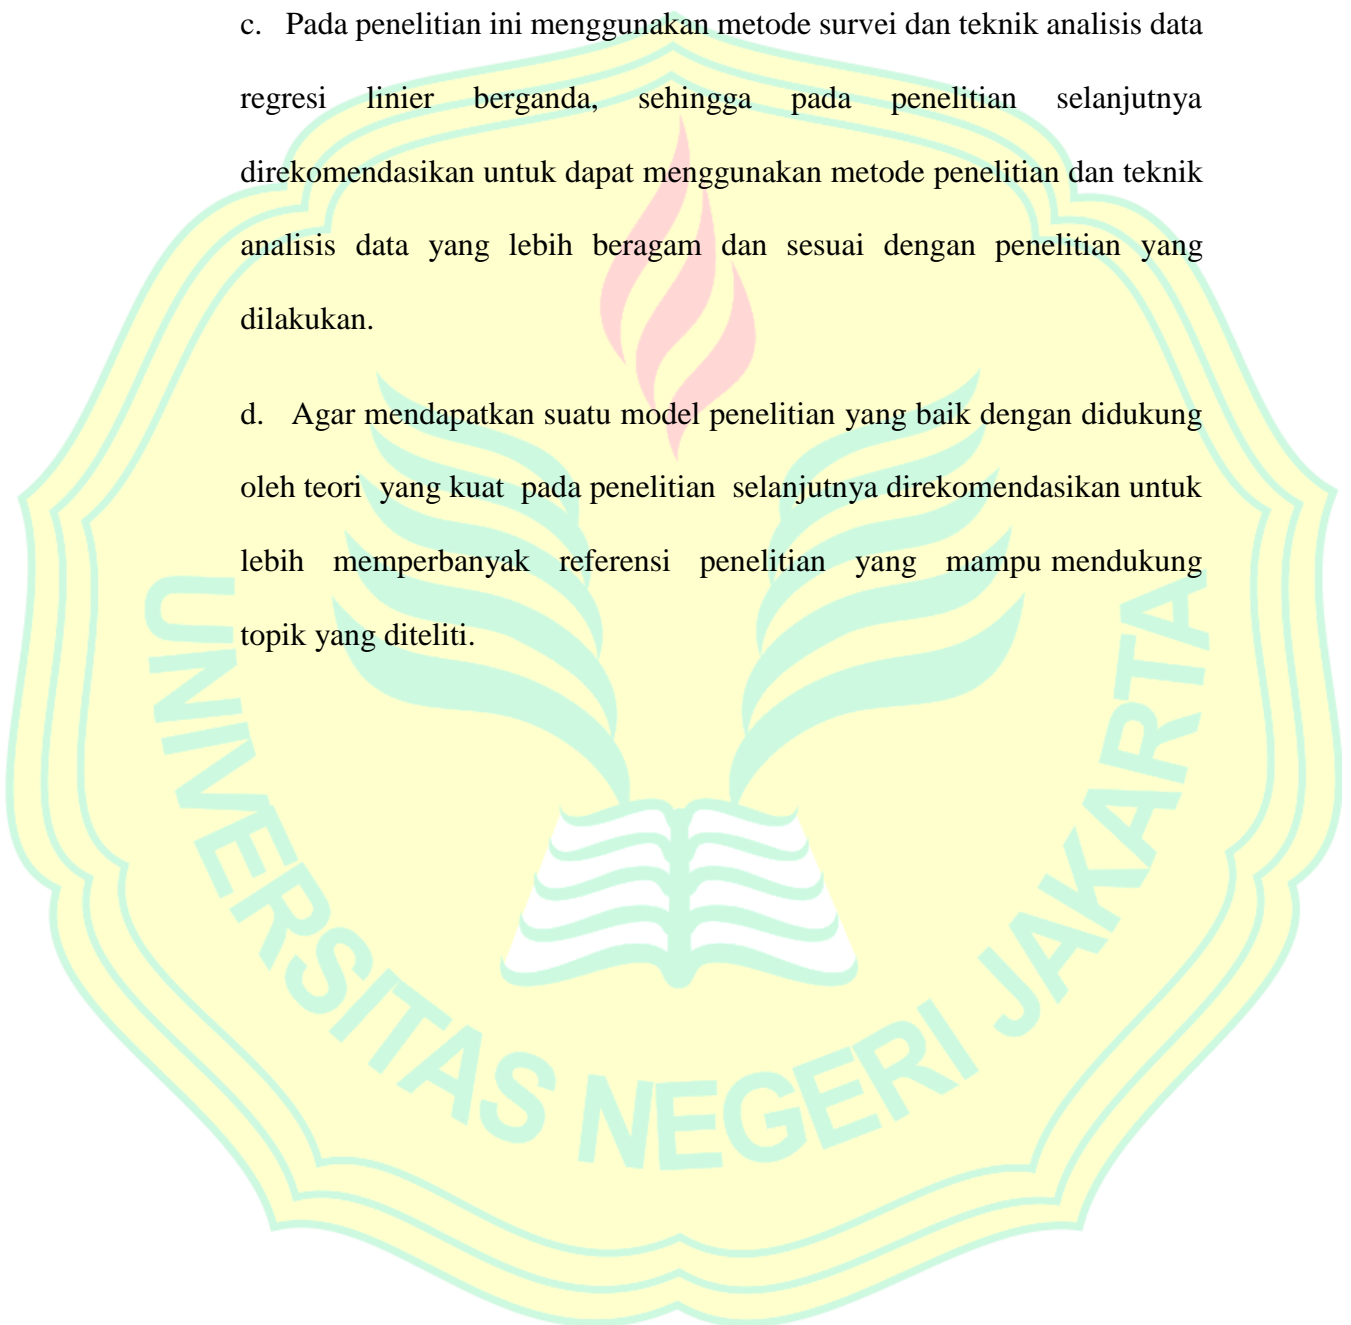 c. Pada penelitian ini menggunakan metode survei dan teknik analisis data
regresi linier berganda, sehingga pada penelitian selanjutnya
direkomendasikan untuk dapat menggunakan metode penelitian dan teknik
analisis data yang lebih beragam dan sesuai dengan penelitian yang
dilakukan.
d. Agar mendapatkan suatu model penelitian yang baik dengan didukung
oleh teori yang kuat pada penelitian selanjutnya direkomendasikan untuk
lebih memperbanyak referensi penelitian yang mampu mendukung
topik yang diteliti.
UNIVERSITAS NEGERI JAKARTA